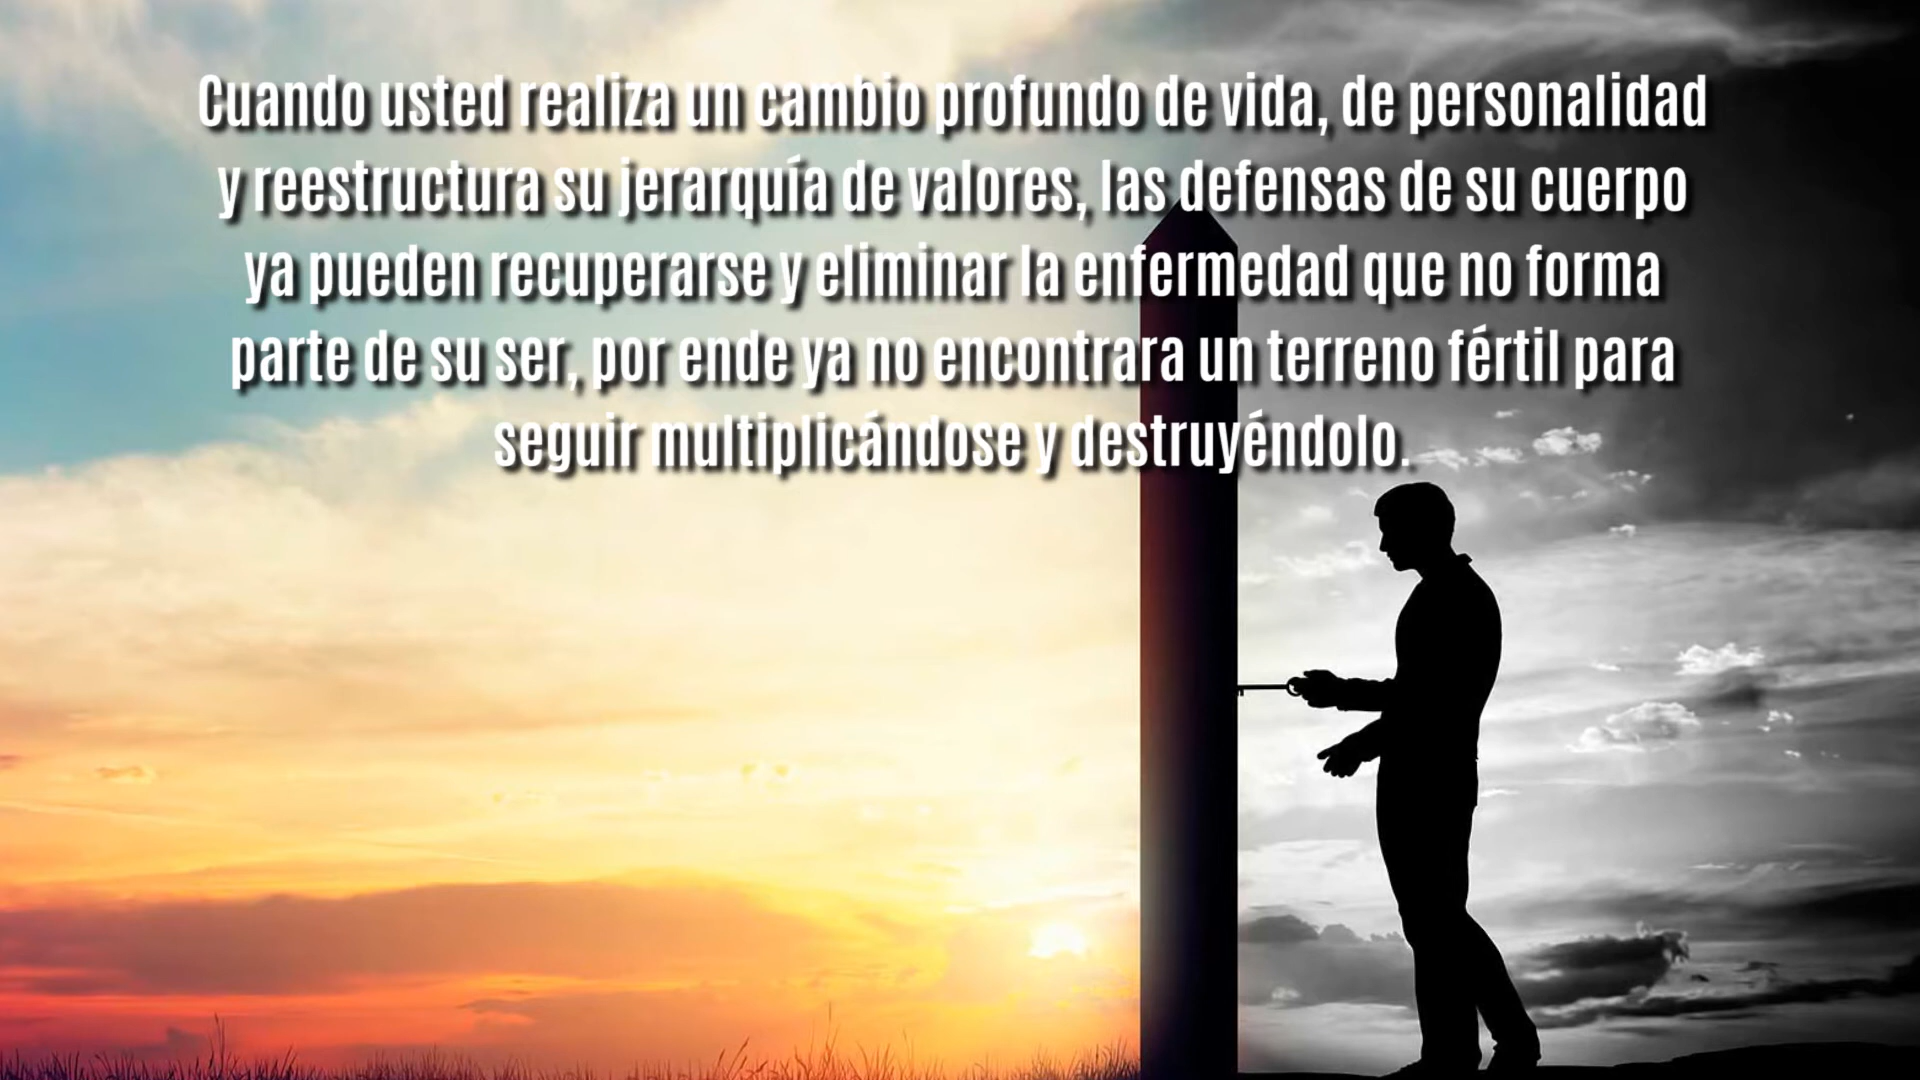 Cuando usted realiza un cambio profundo de vida, de personalidad
y reestructura su jerarquía de valores, las defensas de su cuerpo
ya pueden recuperarse y eliminar la enfermedad que no forma
parte de su ser, por ende ya no encontrara un terreno fértil para
seguir multiplicándose y destruyéndolo.